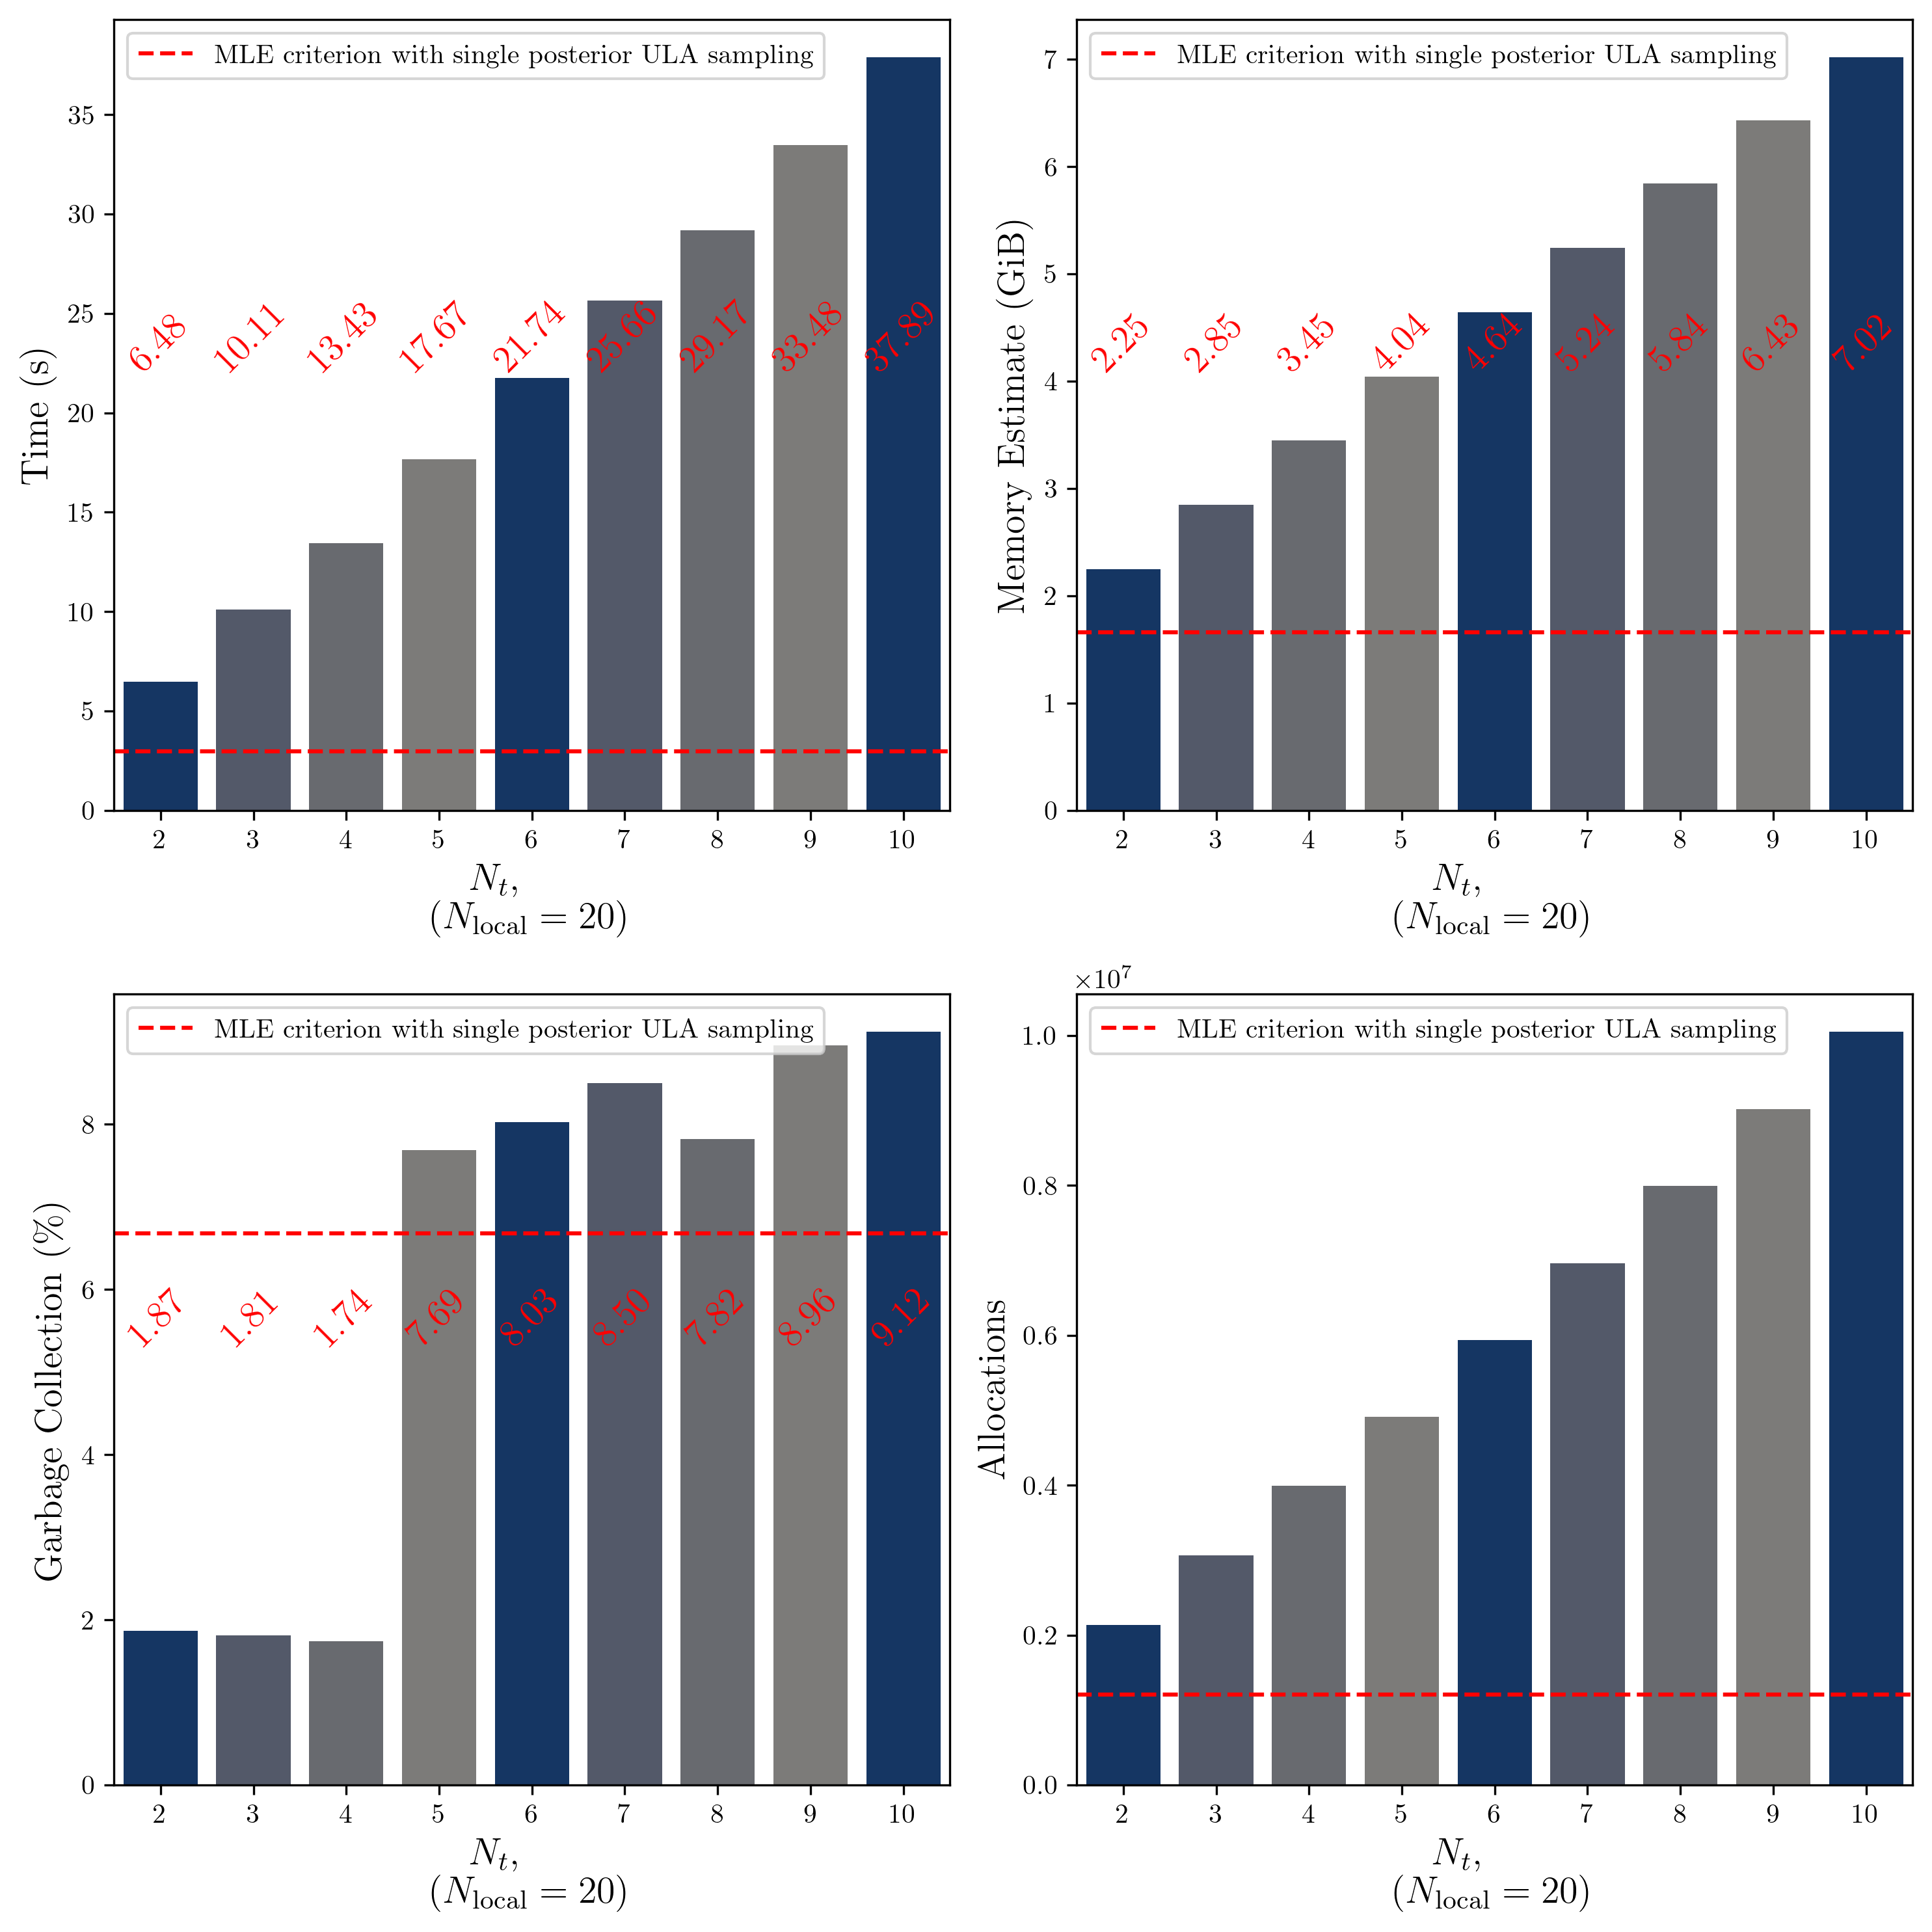 MLE criterion with single posterior ULA sampling
Time (s)
35
30
25
20
15
10
5
0
6.48 10.11 13.43 17.67 21.74 25.66 29.17 33.48 37.89
2 3 4 5 6 7 8 9 10
N_t,
(N_local = 20)
MLE criterion with single posterior ULA sampling
Memory Estimate (GiB)
7
6
5
4
3
2
1
0
2.25 2.85 3.45 4.04 4.64 5.24 5.84 6.43 7.02
2 3 4 5 6 7 8 9 10
N_t,
(N_local = 20)
MLE criterion with single posterior ULA sampling
Garbage Collection (%)
8
6
4
2
0
1.87 1.81 1.74 7.69 8.03 8.50 7.82 8.96 9.12
2 3 4 5 6 7 8 9 10
N_t,
(N_local = 20)
×10^7
MLE criterion with single posterior ULA sampling
Allocations
1.0
0.8
0.6
0.4
0.2
0.0
2 3 4 5 6 7 8 9 10
N_t,
(N_local = 20)